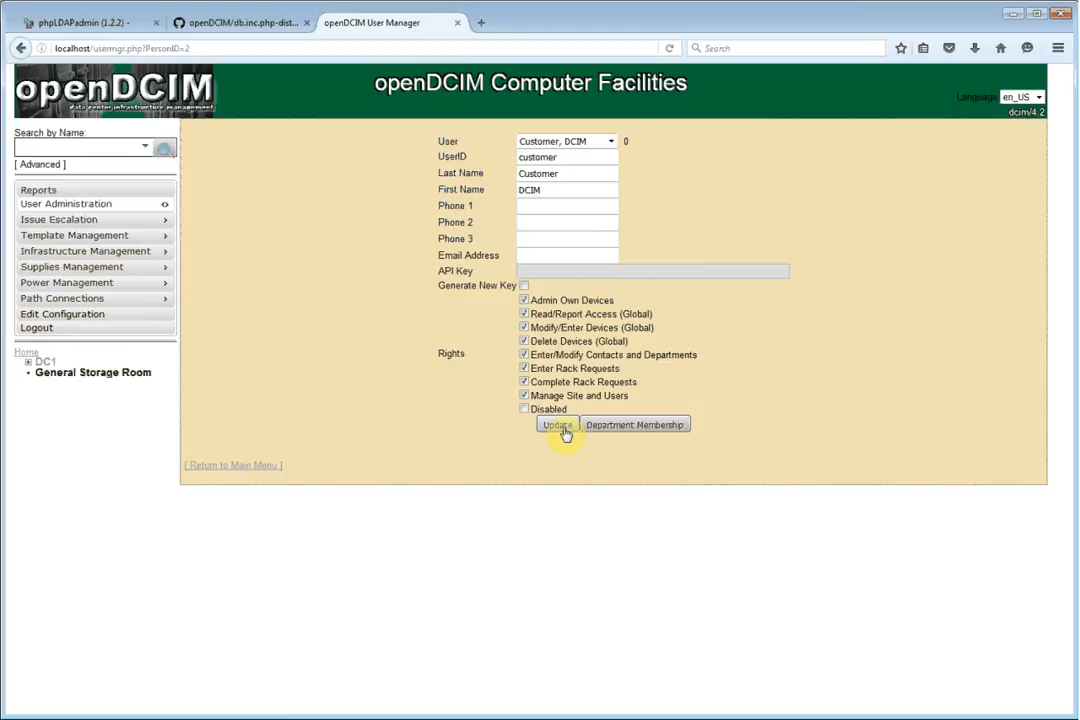 phpLDAPadmin (1.2.2) -
openDCIM/db.inc.php-dist...
openDCIM User Manager
localhost/usermgr.php?PersonID=2
Search
openDCIM
data center infrastructure management
openDCIM Computer Facilities
Language en_US
dcim/4.2
Search by Name:
[ Advanced ]
Reports
User Administration
Issue Escalation
Template Management
Infrastructure Management
Supplies Management
Power Management
Path Connections
Edit Configuration
Logout
Home
DC1
General Storage Room
User Customer, DCIM 0
UserID customer
Last Name Customer
First Name DCIM
Phone 1
Phone 2
Phone 3
Email Address
API Key
Generate New Key
Rights
Admin Own Devices
Read/Report Access (Global)
Modify/Enter Devices (Global)
Delete Devices (Global)
Enter/Modify Contacts and Departments
Enter Rack Requests
Complete Rack Requests
Manage Site and Users
Disabled
Update Department Membership
[ Return to Main Menu ]